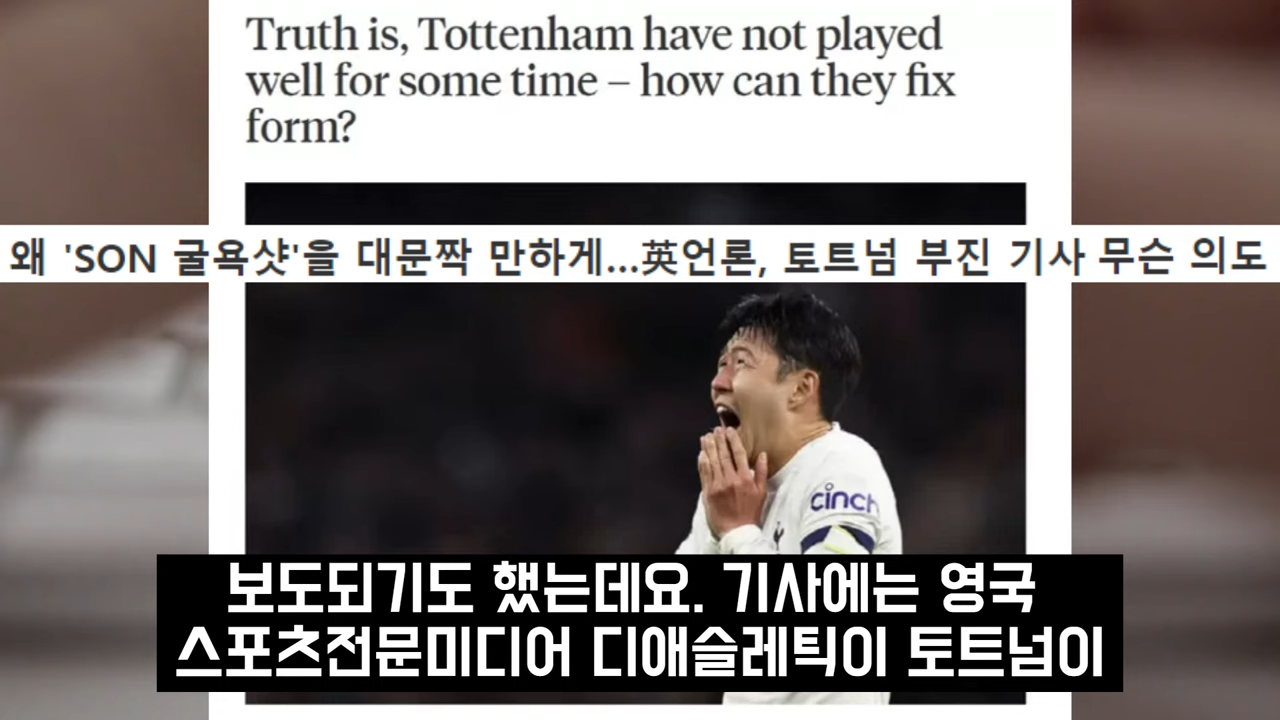 Truth is, Tottenham have not played
well for some time – how can they fix
form?
왜 'SON 굴욕샷'을 대문짝 만하게...英언론, 토트넘 부진 기사 무슨 의도
cinch
보도되기도 했는데요. 기사에는 영국
스포츠전문미디어 디애슬레틱이 토트넘이